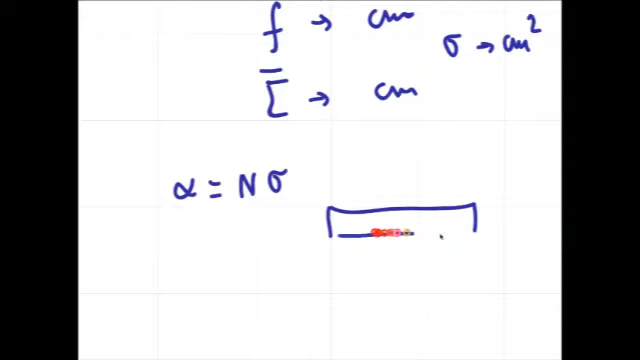 f → cm
σ → cm²
Σ̄ → cm
α = N σ